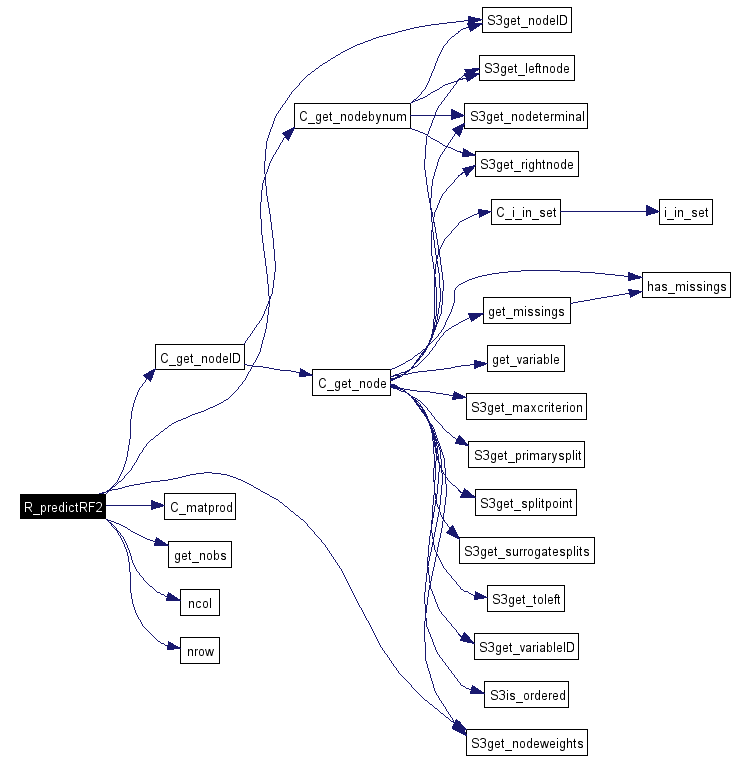 S3get_nodeID
S3get_leftnode
C_get_nodebynum
S3get_nodeterminal
S3get_rightnode
C_i_in_set
i_in_set
has_missings
get_missings
C_get_nodeID
get_variable
C_get_node
S3get_maxcriterion
S3get_primarysplit
R_predictRF2
C_matprod
S3get_splitpoint
get_nobs
S3get_surrogatesplits
ncol
S3get_toleft
nrow
S3get_variableID
S3is_ordered
S3get_nodeweights